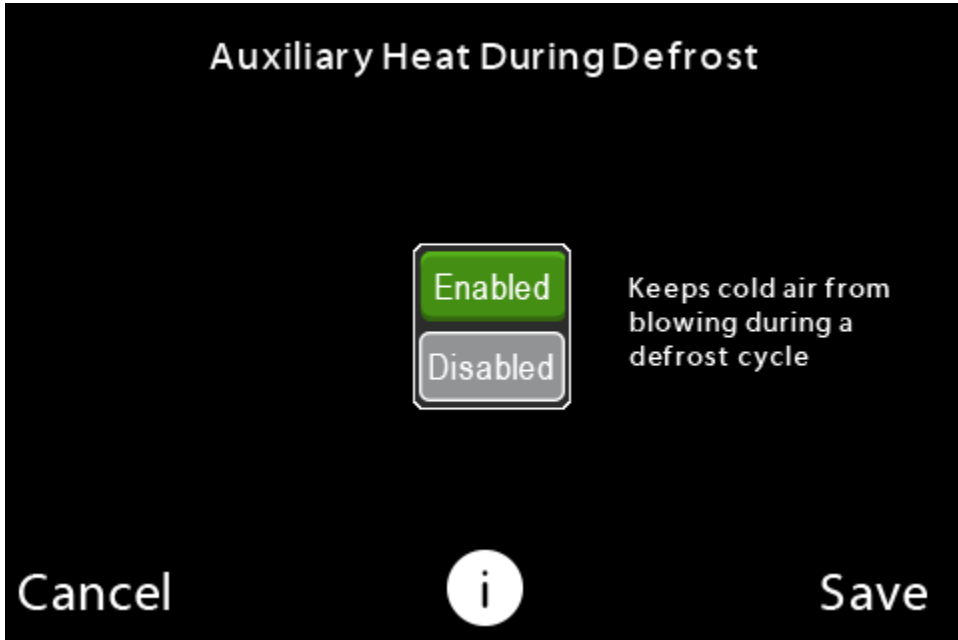 Auxiliary Heat During Defrost
Enabled
Disabled
Keeps cold air from
blowing during a
defrost cycle
Cancel
i
Save